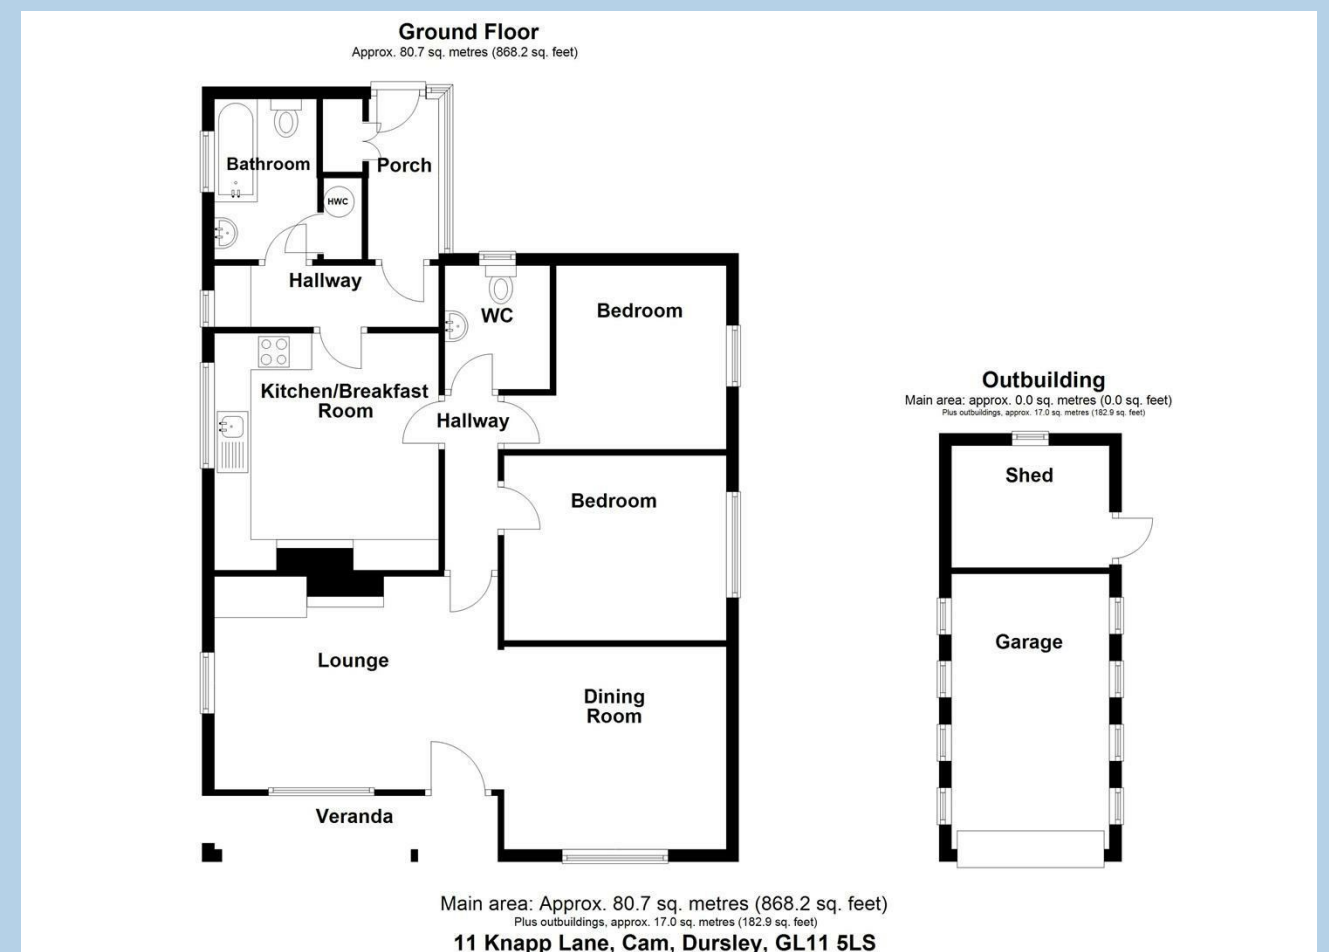 Ground Floor
Approx. 80.7 sq. metres (868.2 sq. feet)
Bathroom
Porch
HWC
Hallway
WC
Bedroom
Kitchen/Breakfast
Room
Hallway
Bedroom
Lounge
Dining
Room
Veranda
Outbuilding
Main area: approx. 0.0 sq. metres (0.0 sq. feet)
Plus outbuildings, approx. 17.0 sq. metres (182.9 sq. feet)
Shed
Garage
Main area: Approx. 80.7 sq. metres (868.2 sq. feet)
Plus outbuildings, approx. 17.0 sq. metres (182.9 sq. feet)
11 Knapp Lane, Cam, Dursley, GL11 5LS